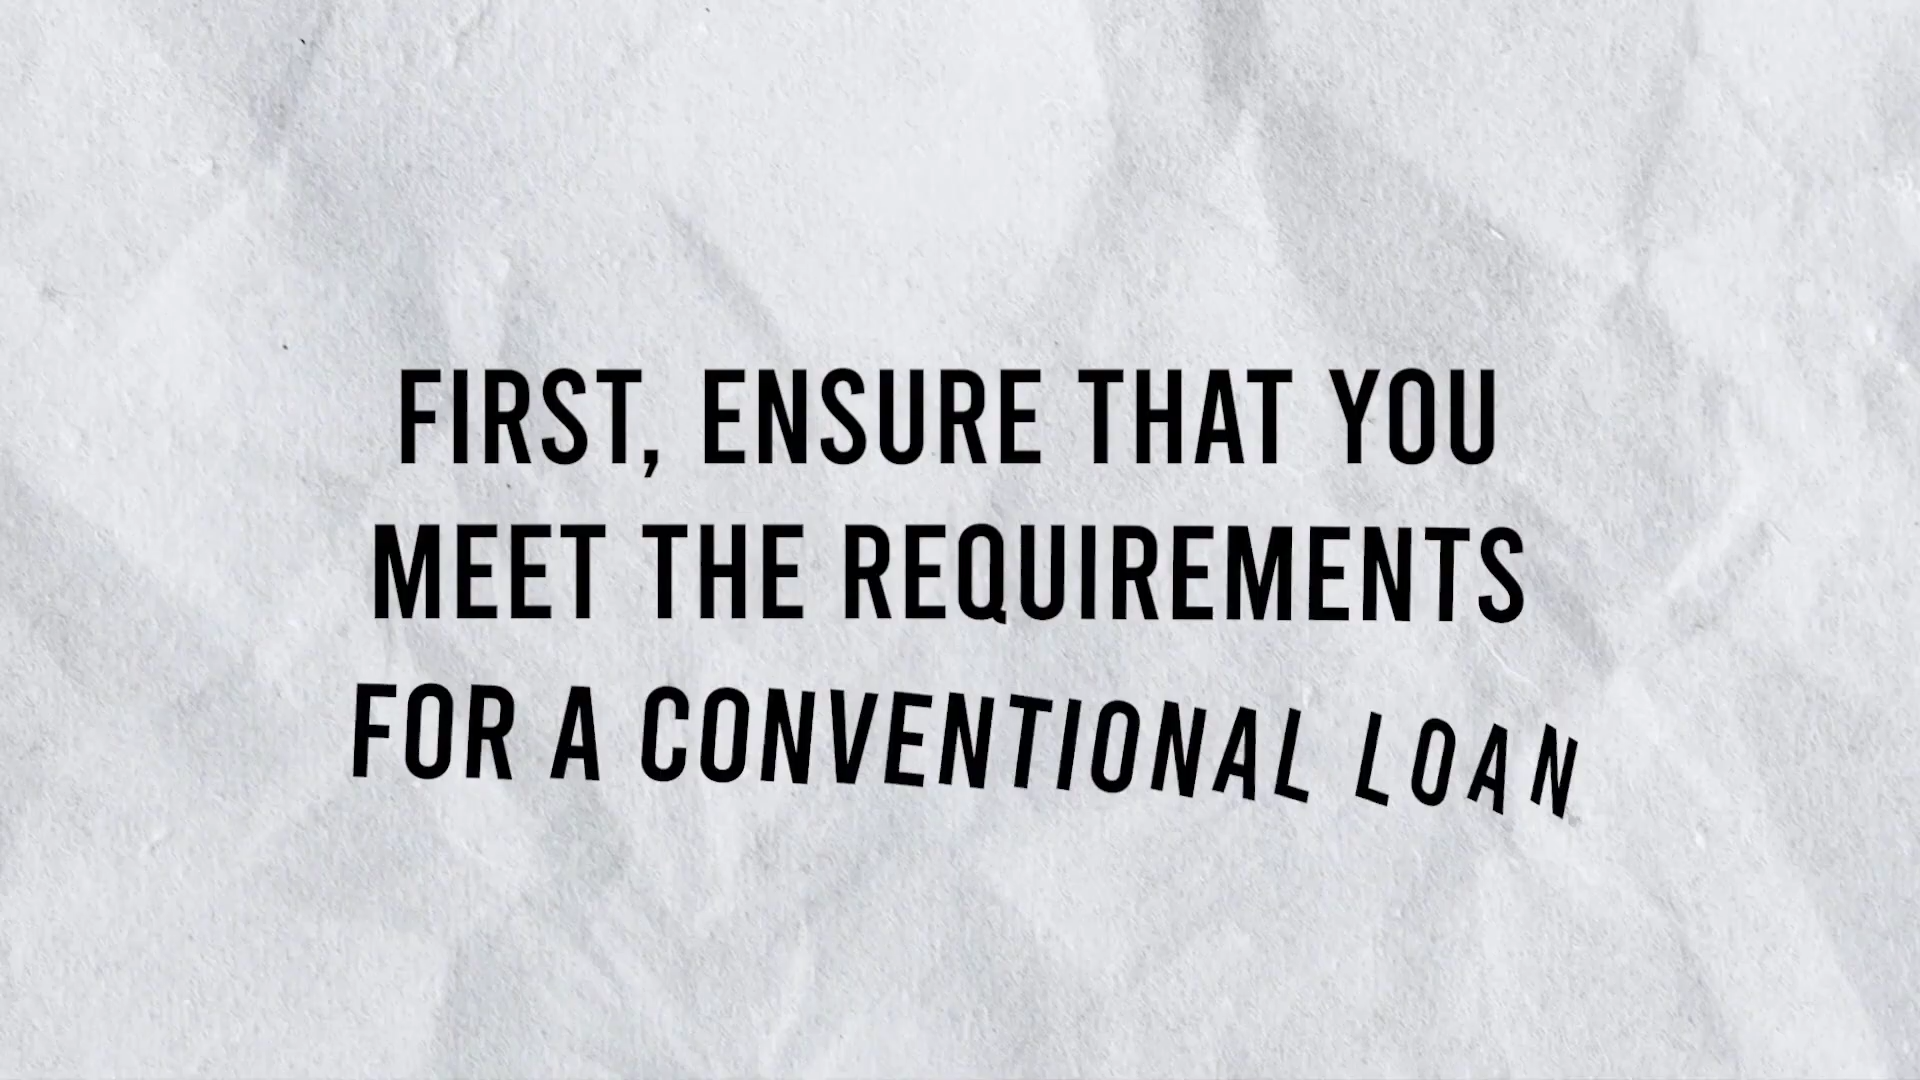 FIRST, ENSURE THAT YOU
MEET THE REQUIREMENTS
FOR A CONVENTIONAL LOAN